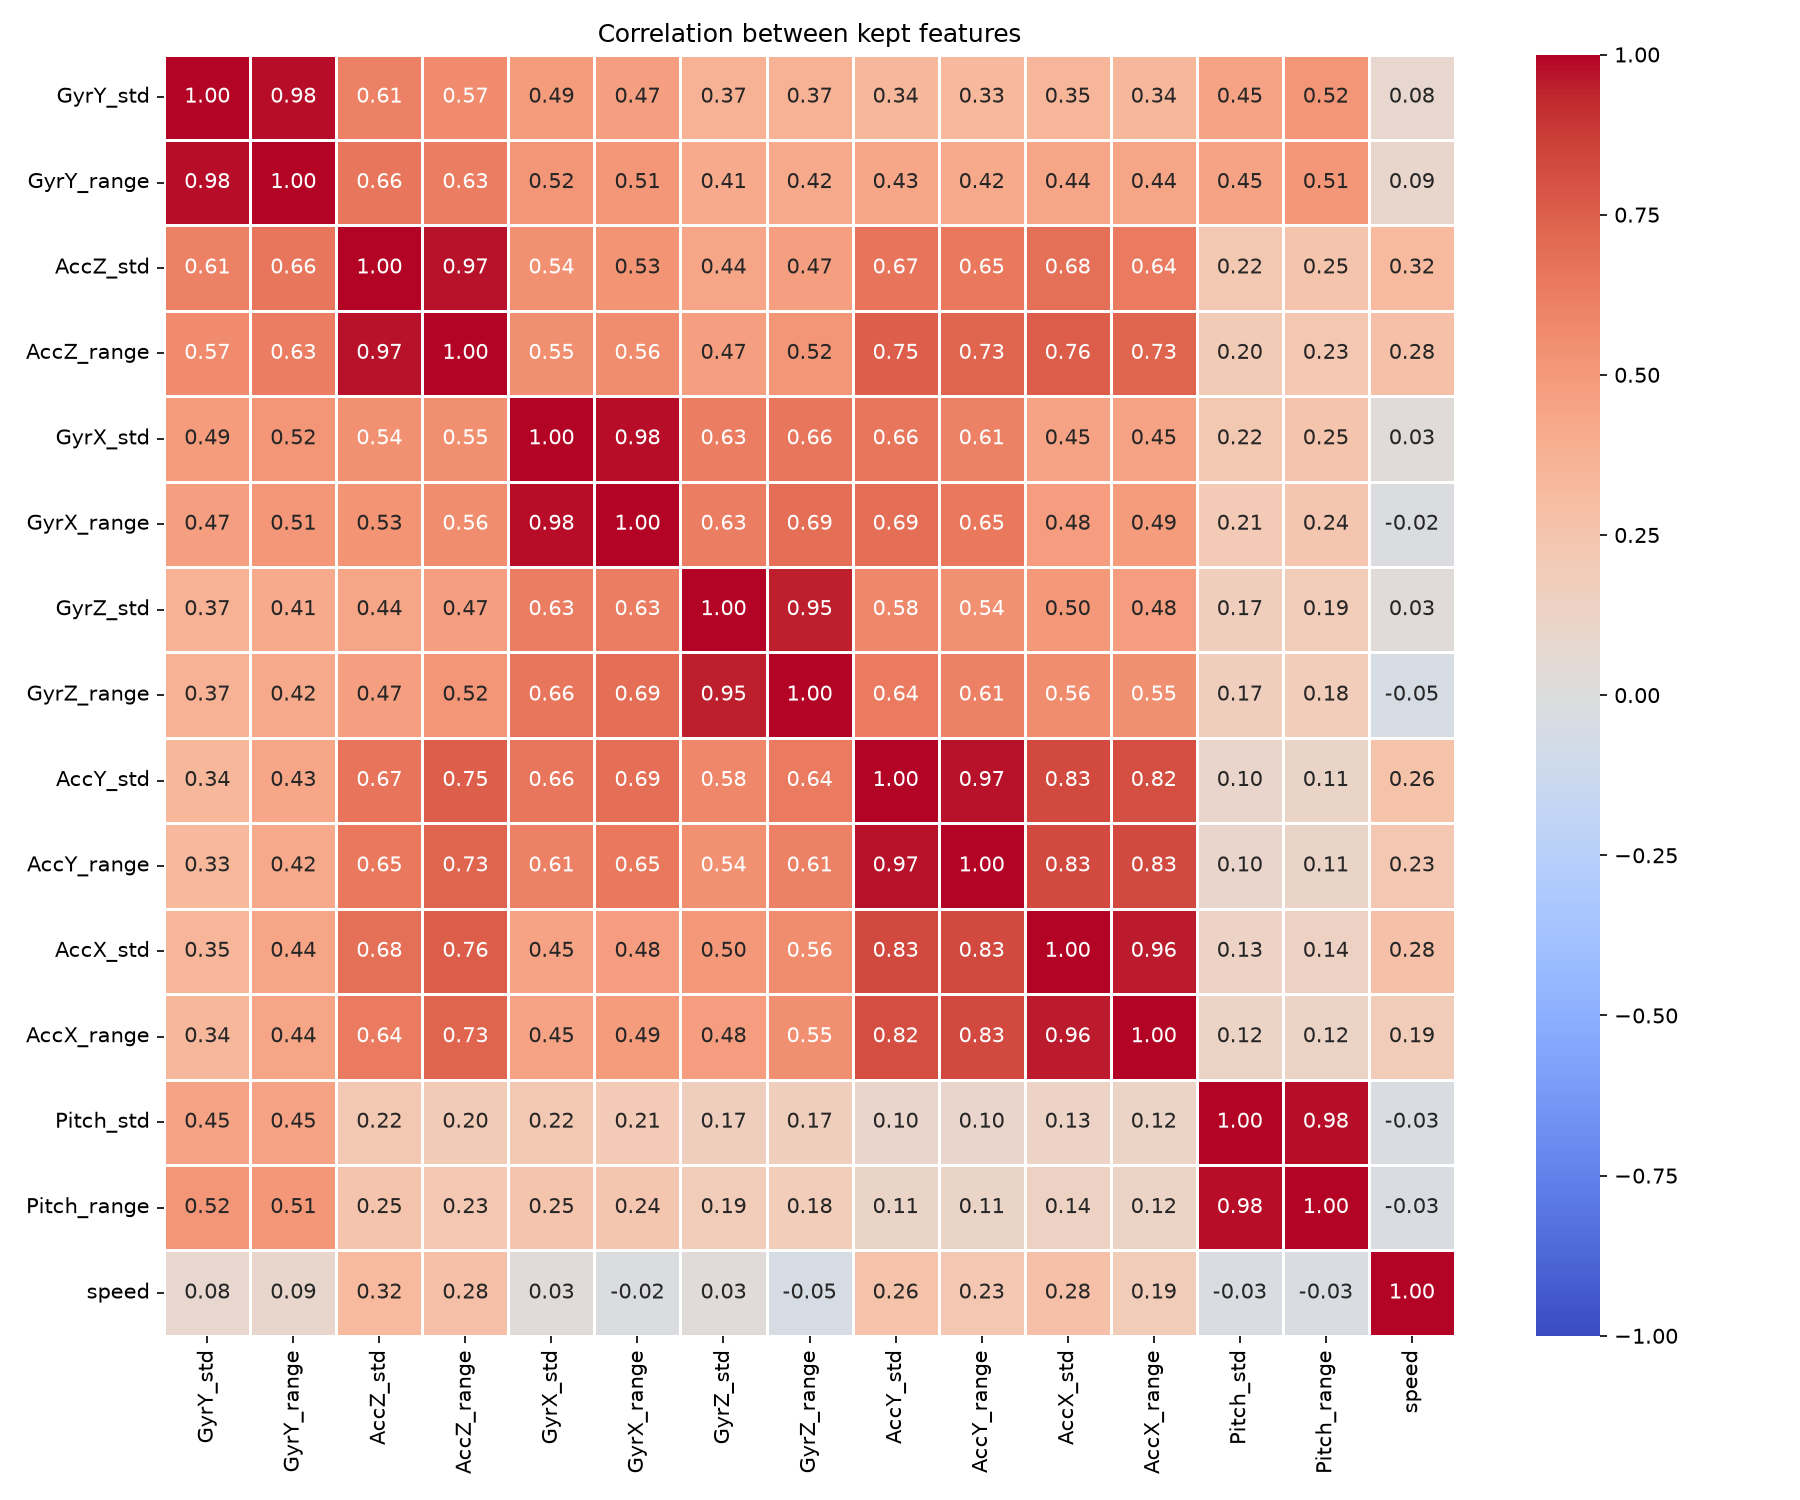 Correlation between kept features
GyrY_std 1.00 0.98 0.61 0.57 0.49 0.47 0.37 0.37 0.34 0.33 0.35 0.34 0.45 0.52 0.08
GyrY_range 0.98 1.00 0.66 0.63 0.52 0.51 0.41 0.42 0.43 0.42 0.44 0.44 0.45 0.51 0.09
AccZ_std 0.61 0.66 1.00 0.97 0.54 0.53 0.44 0.47 0.67 0.65 0.68 0.64 0.22 0.25 0.32
AccZ_range 0.57 0.63 0.97 1.00 0.55 0.56 0.47 0.52 0.75 0.73 0.76 0.73 0.20 0.23 0.28
GyrX_std 0.49 0.52 0.54 0.55 1.00 0.98 0.63 0.66 0.66 0.61 0.45 0.45 0.22 0.25 0.03
GyrX_range 0.47 0.51 0.53 0.56 0.98 1.00 0.63 0.69 0.69 0.65 0.48 0.49 0.21 0.24 -0.02
GyrZ_std 0.37 0.41 0.44 0.47 0.63 0.63 1.00 0.95 0.58 0.54 0.50 0.48 0.17 0.19 0.03
GyrZ_range 0.37 0.42 0.47 0.52 0.66 0.69 0.95 1.00 0.64 0.61 0.56 0.55 0.17 0.18 -0.05
AccY_std 0.34 0.43 0.67 0.75 0.66 0.69 0.58 0.64 1.00 0.97 0.83 0.82 0.10 0.11 0.26
AccY_range 0.33 0.42 0.65 0.73 0.61 0.65 0.54 0.61 0.97 1.00 0.83 0.83 0.10 0.11 0.23
AccX_std 0.35 0.44 0.68 0.76 0.45 0.48 0.50 0.56 0.83 0.83 1.00 0.96 0.13 0.14 0.28
AccX_range 0.34 0.44 0.64 0.73 0.45 0.49 0.48 0.55 0.82 0.83 0.96 1.00 0.12 0.12 0.19
Pitch_std 0.45 0.45 0.22 0.20 0.22 0.21 0.17 0.17 0.10 0.10 0.13 0.12 1.00 0.98 -0.03
Pitch_range 0.52 0.51 0.25 0.23 0.25 0.24 0.19 0.18 0.11 0.11 0.14 0.12 0.98 1.00 -0.03
speed 0.08 0.09 0.32 0.28 0.03 -0.02 0.03 -0.05 0.26 0.23 0.28 0.19 -0.03 -0.03 1.00
GyrY_std GyrY_range AccZ_std AccZ_range GyrX_std GyrX_range GyrZ_std GyrZ_range AccY_std AccY_range AccX_std AccX_range Pitch_std Pitch_range speed
1.00
0.75
0.50
0.25
0.00
−0.25
−0.50
−0.75
−1.00